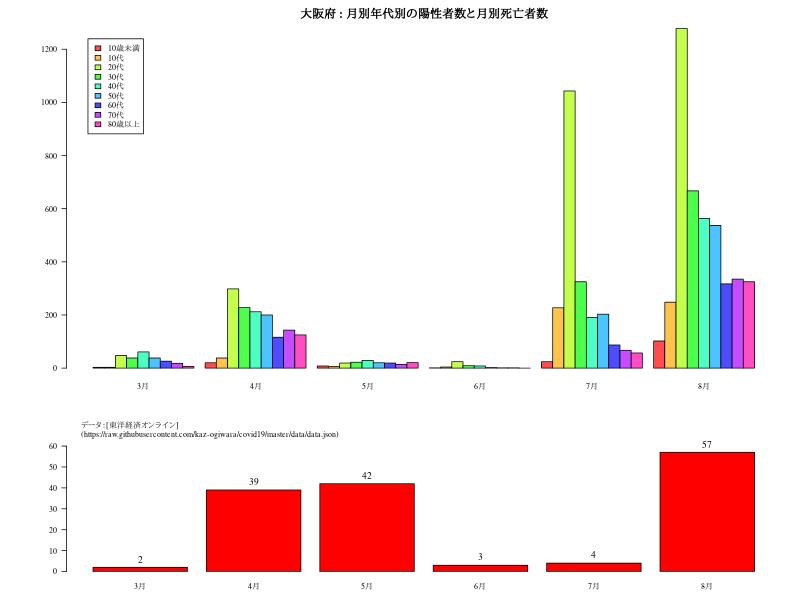 大阪府 : 月別年代別の陽性者数と月別死亡者数
1200
1000
800
600
400
200
0
10歳未満
10代
20代
30代
40代
50代
60代
70代
80歳以上
3月 4月 5月 6月 7月 8月
データ:[東洋経済オンライン]
(https://raw.githubusercontent.com/kaz-ogiwara/covid19/master/data/data.json)
60
50
40
30
20
10
0
2 39 42 3 4 57
3月 4月 5月 6月 7月 8月